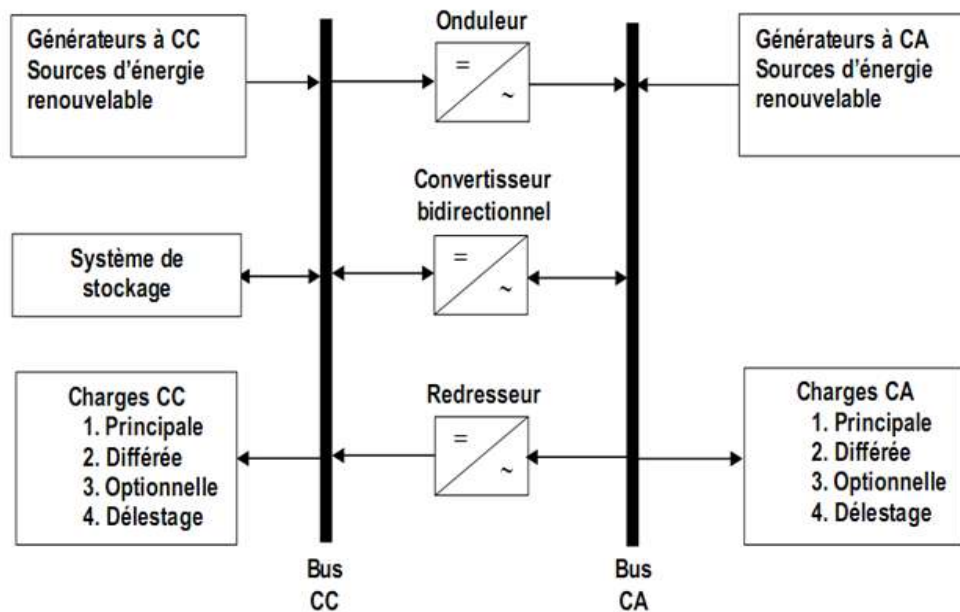 Générateurs à CC
Sources d'énergie
renouvelable
Onduleur
=
~
Générateurs à CA
Sources d'énergie
renouvelable
Système de
stockage
Convertisseur
bidirectionnel
=
~
Charges CC
1. Principale
2. Différée
3. Optionnelle
4. Délestage
Redresseur
=
~
Charges CA
1. Principale
2. Différée
3. Optionnelle
4. Délestage
Bus
CC
Bus
CA